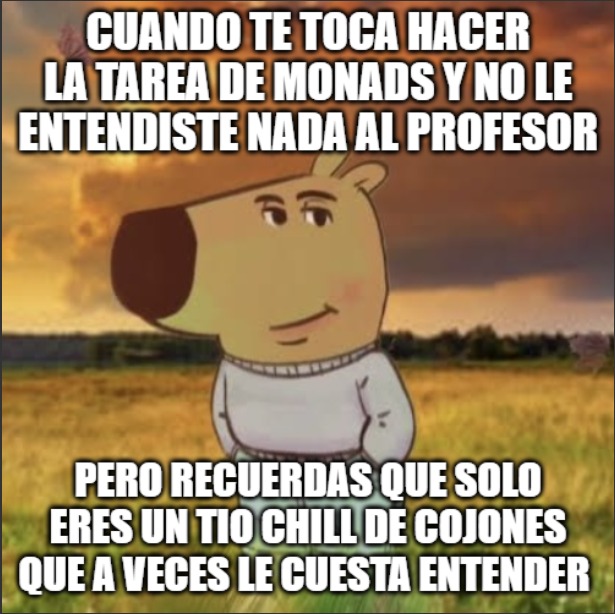 CUANDO TE TOCA HACER
LA TAREA DE MONADS Y NO LE
ENTENDISTE NADA AL PROFESOR
PERO RECUERDAS QUE SOLO
ERES UN TIO CHILL DE COJONES
QUE A VECES LE CUESTA ENTENDER